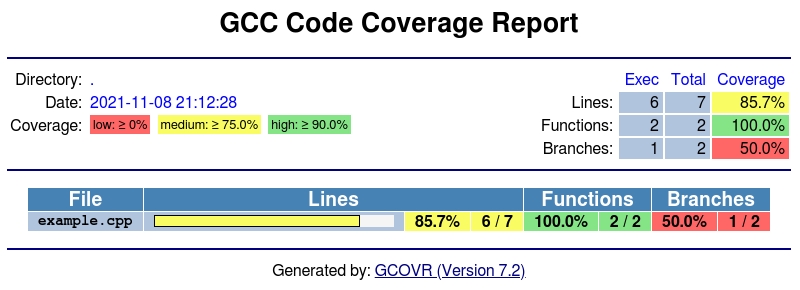 GCC Code Coverage Report
Directory: .
Date: 2021-11-08 21:12:28
Coverage: low: ≥ 0% medium: ≥ 75.0% high: ≥ 90.0%
Exec Total Coverage
Lines: 6 7 85.7%
Functions: 2 2 100.0%
Branches: 1 2 50.0%
File Lines Functions Branches
example.cpp 85.7% 6 / 7 100.0% 2 / 2 50.0% 1 / 2
Generated by: GCOVR (Version 7.2)